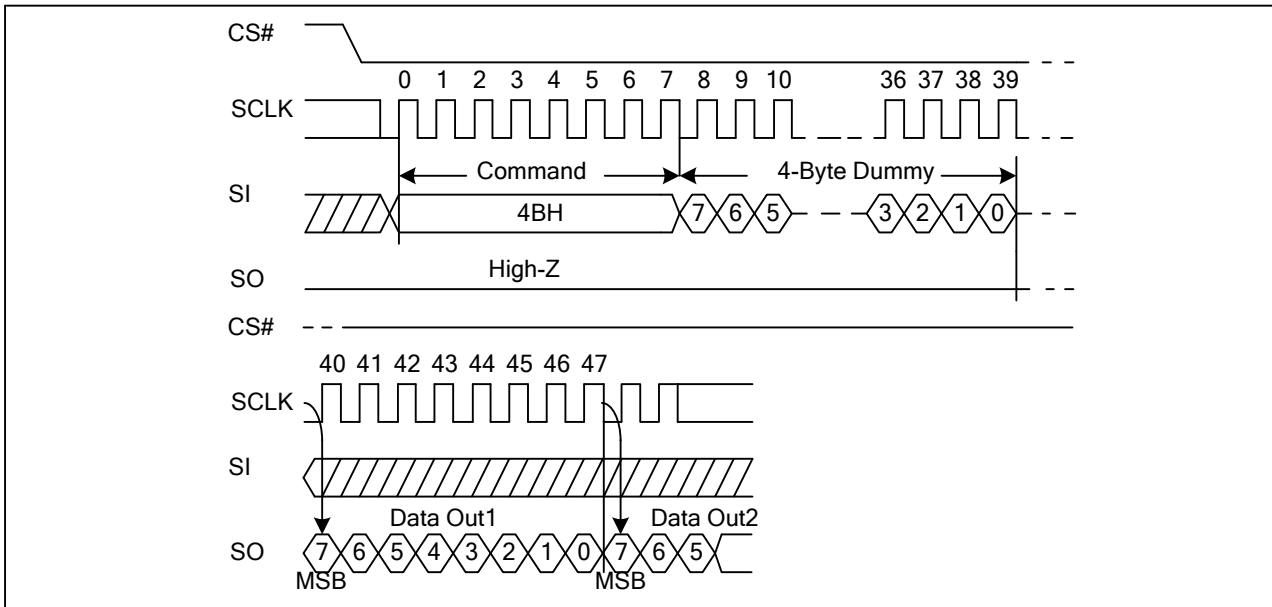 CS#
0 1 2 3 4 5 6 7 8 9 10 36 37 38 39
SCLK
Command 4-Byte Dummy
SI
4BH 7 6 5 3 2 1 0
High-Z
SO
CS#
40 41 42 43 44 45 46 47
SCLK
SI
Data Out1 Data Out2
SO 7 6 5 4 3 2 1 0 7 6 5
MSB MSB